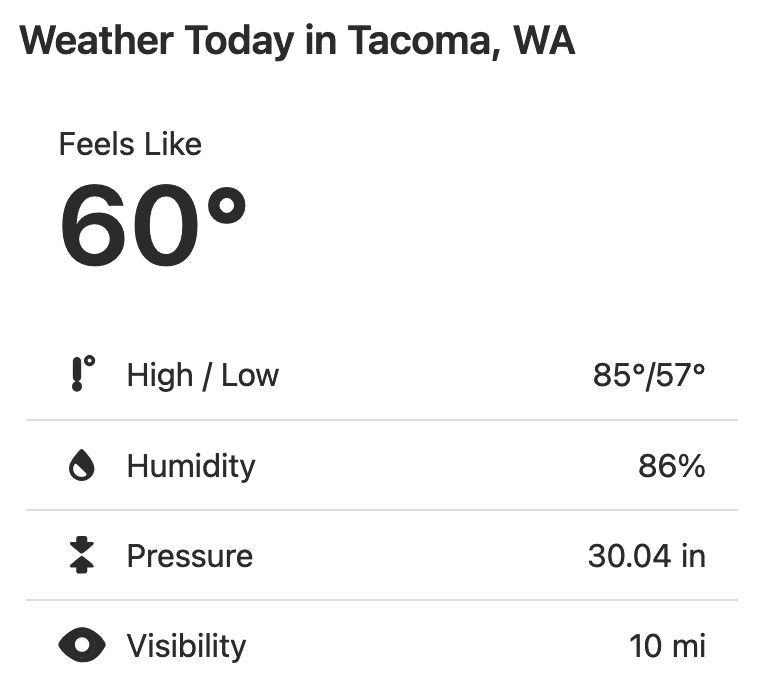 Weather Today in Tacoma, WA
Feels Like
60°
High / Low 85°/57°
Humidity 86%
Pressure 30.04 in
Visibility 10 mi